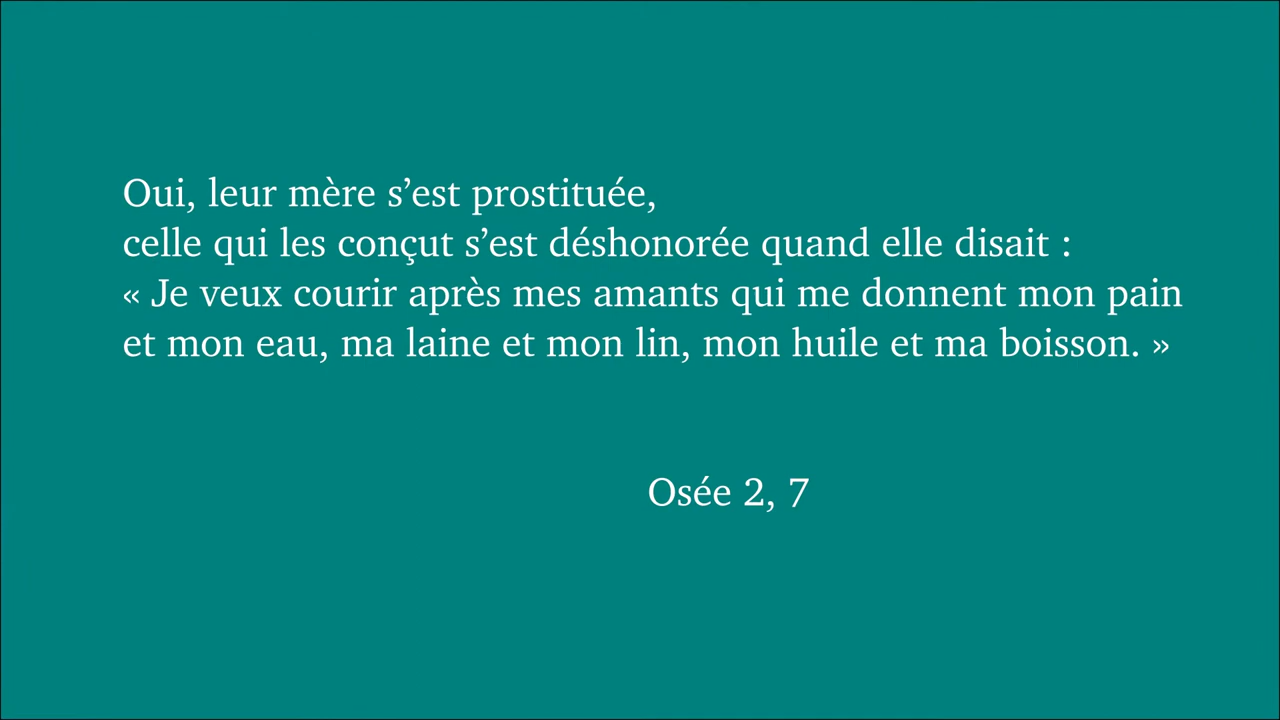 Oui, leur mère s’est prostituée,
celle qui les conçut s’est déshonorée quand elle disait :
« Je veux courir après mes amants qui me donnent mon pain
et mon eau, ma laine et mon lin, mon huile et ma boisson. »
Osée 2, 7